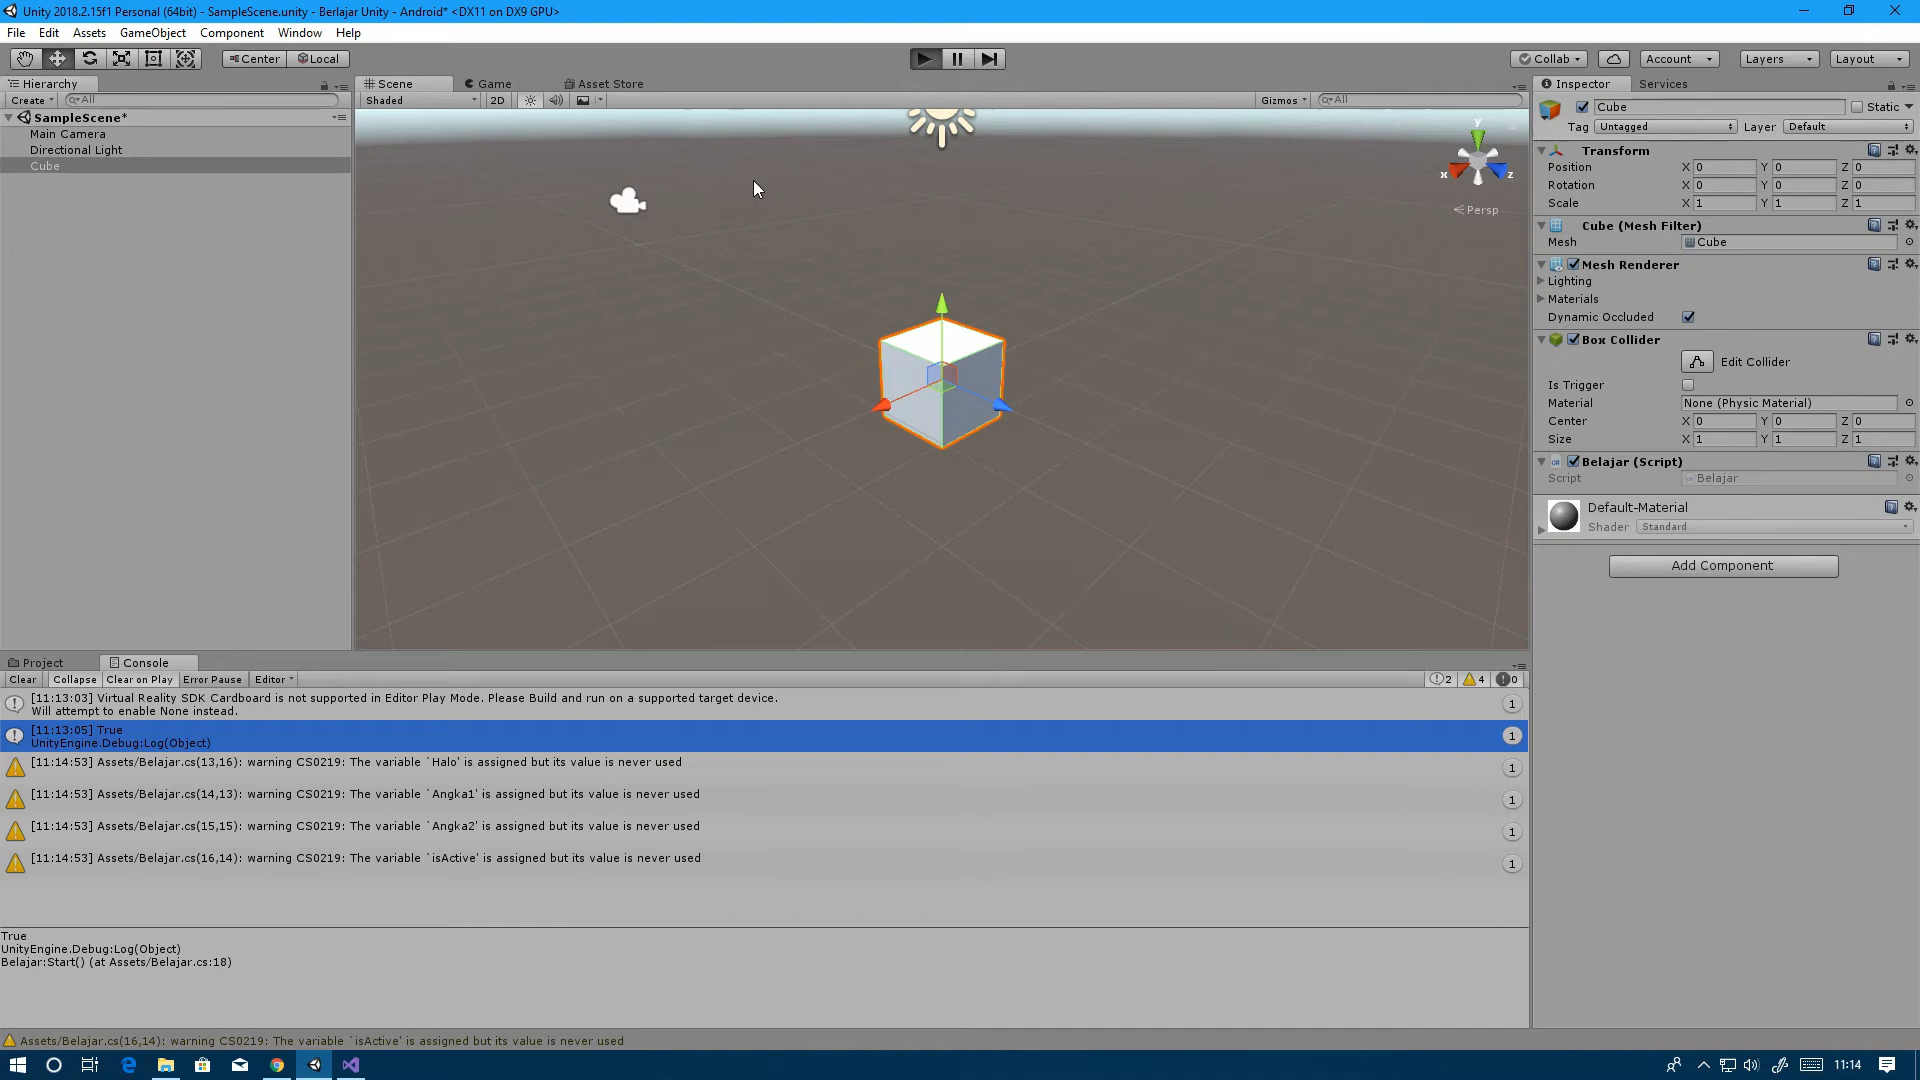 Unity 2018.2.15f1 Personal (64bit) - SampleScene.unity - Berlajar Unity - Android* <DX11 on DX9 GPU>
File Edit Assets GameObject Component Window Help
Center Local Collab Account Layers Layout
Hierarchy Scene Game Asset Store Inspector Services
Create All Shaded 2D Gizmos All Cube Static
SampleScene*
Tag Untagged Layer Default
Main Camera
Directional Light
Cube
y
x z
Persp
Transform
Position X 0 Y 0 Z 0
Rotation X 0 Y 0 Z 0
Scale X 1 Y 1 Z 1
Cube (Mesh Filter)
Mesh Cube
Mesh Renderer
Lighting
Materials
Dynamic Occluded
Box Collider
Edit Collider
Is Trigger
Material None (Physic Material)
Center X 0 Y 0 Z 0
Size X 1 Y 1 Z 1
Belajar (Script)
Script Belajar
Default-Material
Shader Standard
Add Component
Project Console
Clear Collapse Clear on Play Error Pause Editor 2 4 0
[11:13:03] Virtual Reality SDK Cardboard is not supported in Editor Play Mode. Please Build and run on a supported target device.
Will attempt to enable None instead. 1
[11:13:05] True
UnityEngine.Debug:Log(Object) 1
[11:14:53] Assets/Belajar.cs(13,16): warning CS0219: The variable `Halo' is assigned but its value is never used 1
[11:14:53] Assets/Belajar.cs(14,13): warning CS0219: The variable `Angka1' is assigned but its value is never used 1
[11:14:53] Assets/Belajar.cs(15,15): warning CS0219: The variable `Angka2' is assigned but its value is never used 1
[11:14:53] Assets/Belajar.cs(16,14): warning CS0219: The variable `isActive' is assigned but its value is never used 1
True
UnityEngine.Debug:Log(Object)
Belajar:Start() (at Assets/Belajar.cs:18)
Assets/Belajar.cs(16,14): warning CS0219: The variable `isActive' is assigned but its value is never used
11:14